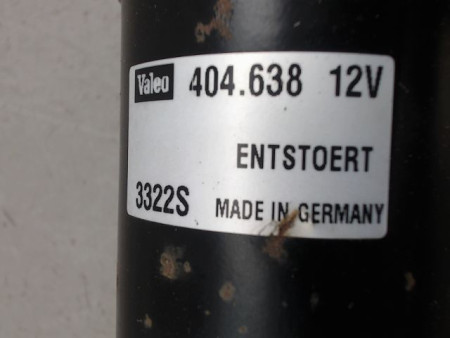 Valeo 404.638 12V
ENTSTOERT
3322S MADE IN GERMANY